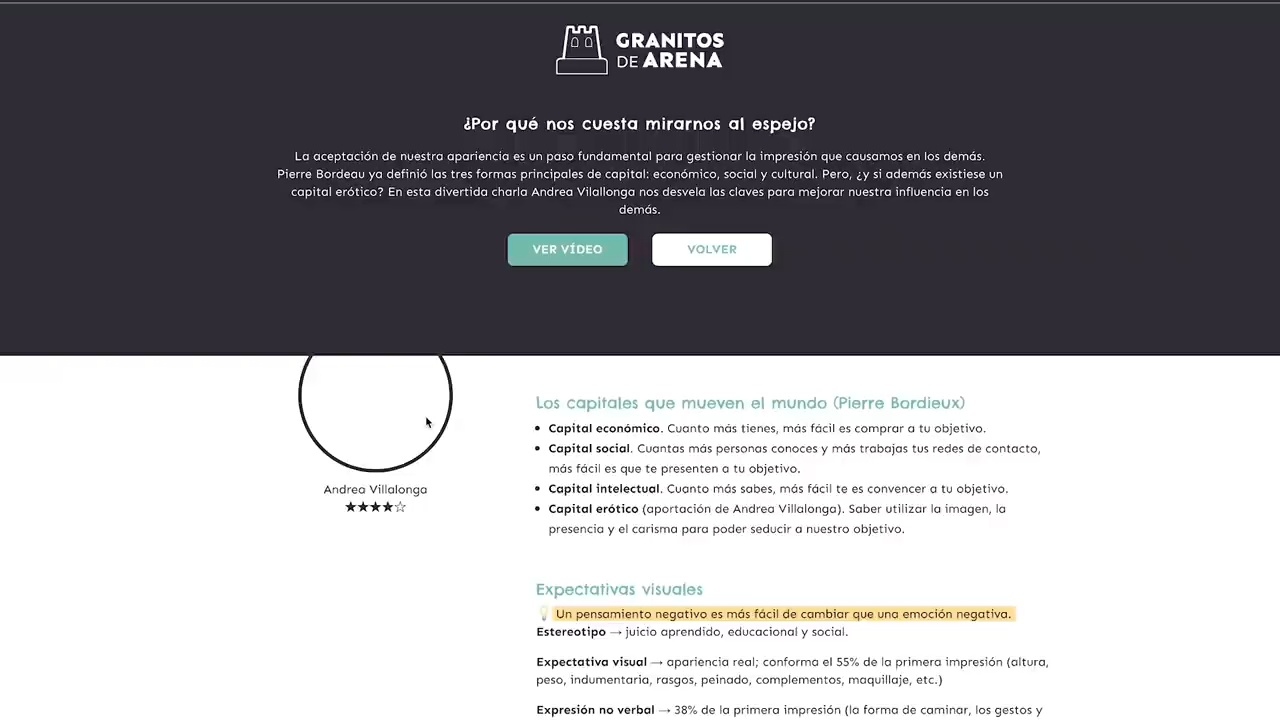 GRANITOS
DE ARENA
¿Por qué nos cuesta mirarnos al espejo?
La aceptación de nuestra apariencia es un paso fundamental para gestionar la impresión que causamos en los demás.
Pierre Bordeau ya definió las tres formas principales de capital: económico, social y cultural. Pero, ¿y si además existiese un
capital erótico? En esta divertida charla Andrea Vilallonga nos desvela las claves para mejorar nuestra influencia en los
demás.
VER VÍDEO
VOLVER
Andrea Villalonga
★★★★☆
Los capitales que mueven el mundo (Pierre Bordieux)
• Capital económico. Cuanto más tienes, más fácil es comprar a tu objetivo.
• Capital social. Cuantas más personas conoces y más trabajas tus redes de contacto,
más fácil es que te presenten a tu objetivo.
• Capital intelectual. Cuanto más sabes, más fácil te es convencer a tu objetivo.
• Capital erótico (aportación de Andrea Villalonga). Saber utilizar la imagen, la
presencia y el carisma para poder seducir a nuestro objetivo.
Expectativas visuales
💡 Un pensamiento negativo es más fácil de cambiar que una emoción negativa.
Estereotipo → juicio aprendido, educacional y social.
Expectativa visual → apariencia real; conforma el 55% de la primera impresión (altura,
peso, indumentaria, rasgos, peinado, complementos, maquillaje, etc.)
Expresión no verbal → 38% de la primera impresión (la forma de caminar, los gestos y